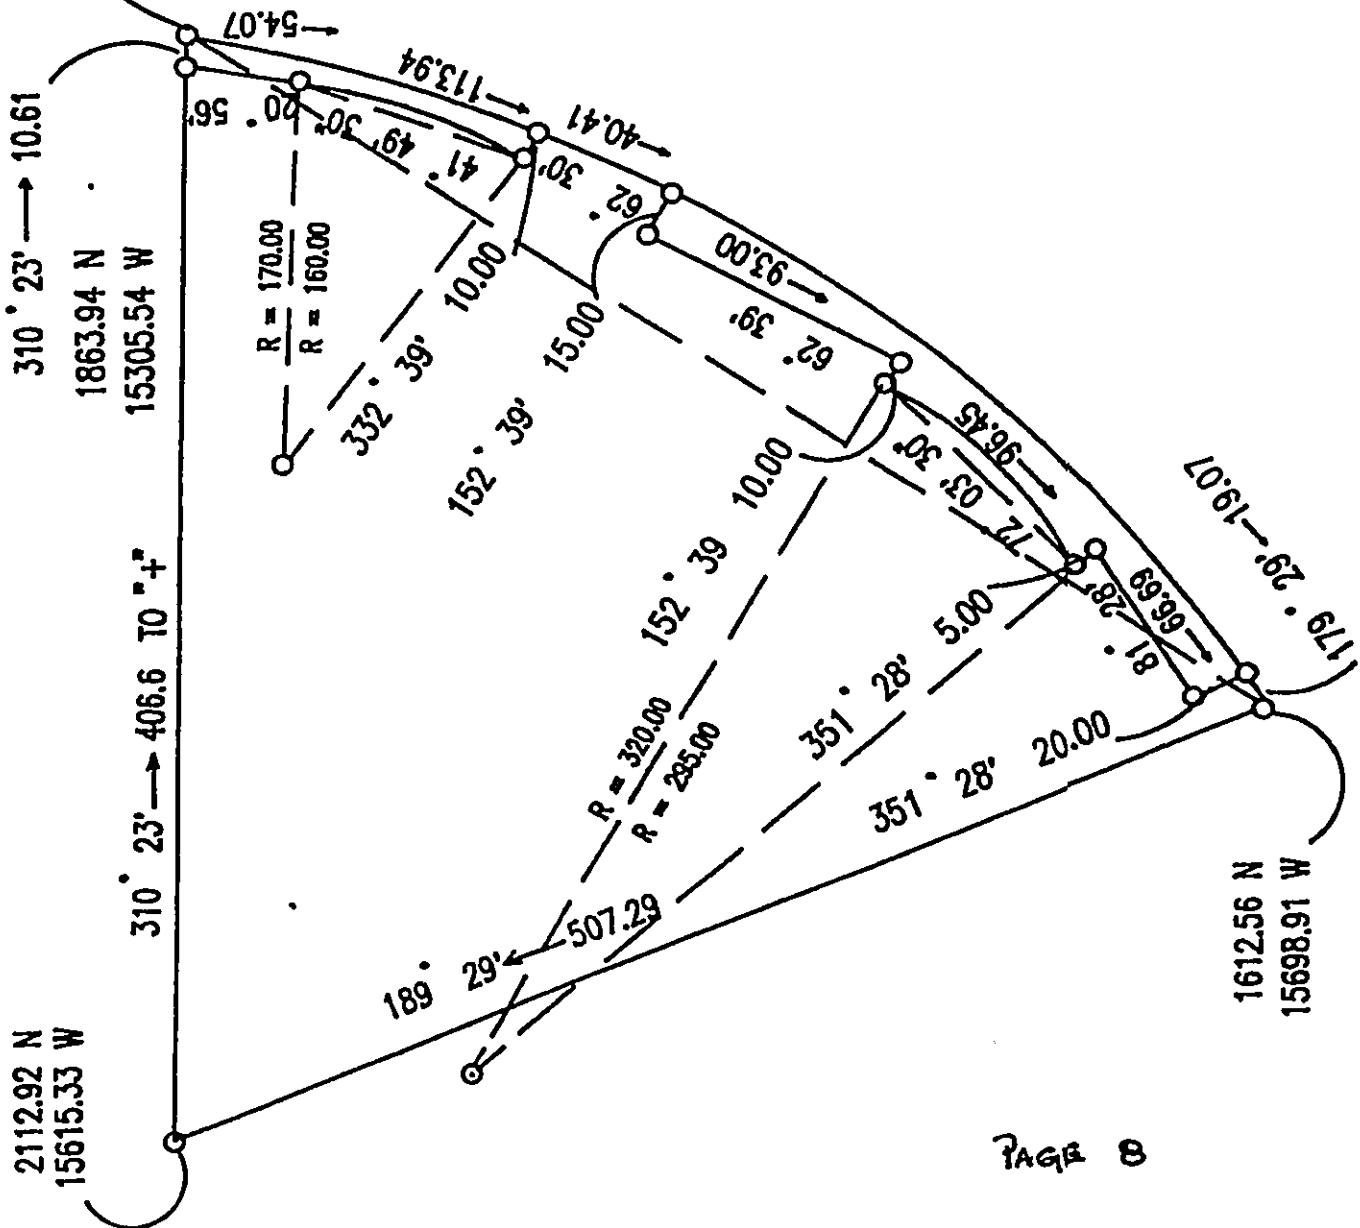 310° 23' → 10.61
1863.94 N
15305.54 W
54.07 →
113.94 →
40.41 →
56'
20°
30"
49'
41°
30'
62°
R = 170.00
R = 160.00
332° 39' 10.00
152° 39' 15.00
93.00 →
39'
62°
310° 23' → 406.6 TO "+"
152° 39 10.00
96.45 →
30"
03'
72°
R = 320.00
R = 295.00
351° 28' 5.00
28'
81°
66.69 →
179° 29' ← 19.07
351° 28' 20.00
189° 29' ← 507.29
2112.92 N
15615.33 W
1612.56 N
15698.91 W
PAGE 8